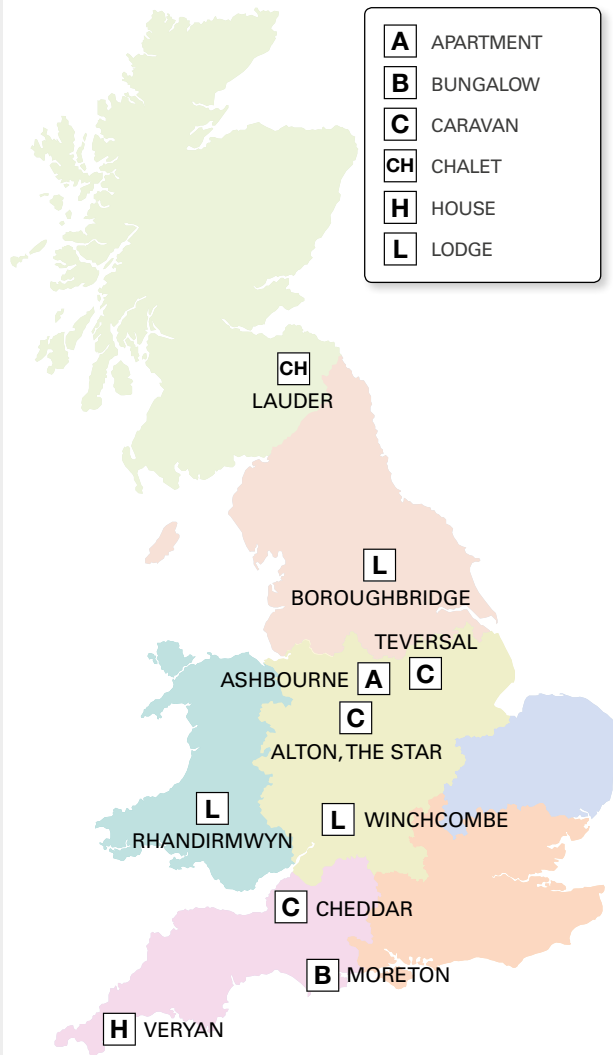 A APARTMENT
B BUNGALOW
C CARAVAN
CH CHALET
H HOUSE
L LODGE
CH
LAUDER
L
BOROUGHBRIDGE
TEVERSAL
C
ASHBOURNE A
C
ALTON, THE STAR
L
RHANDIRMWYN
L WINCHCOMBE
C CHEDDAR
B MORETON
H VERYAN